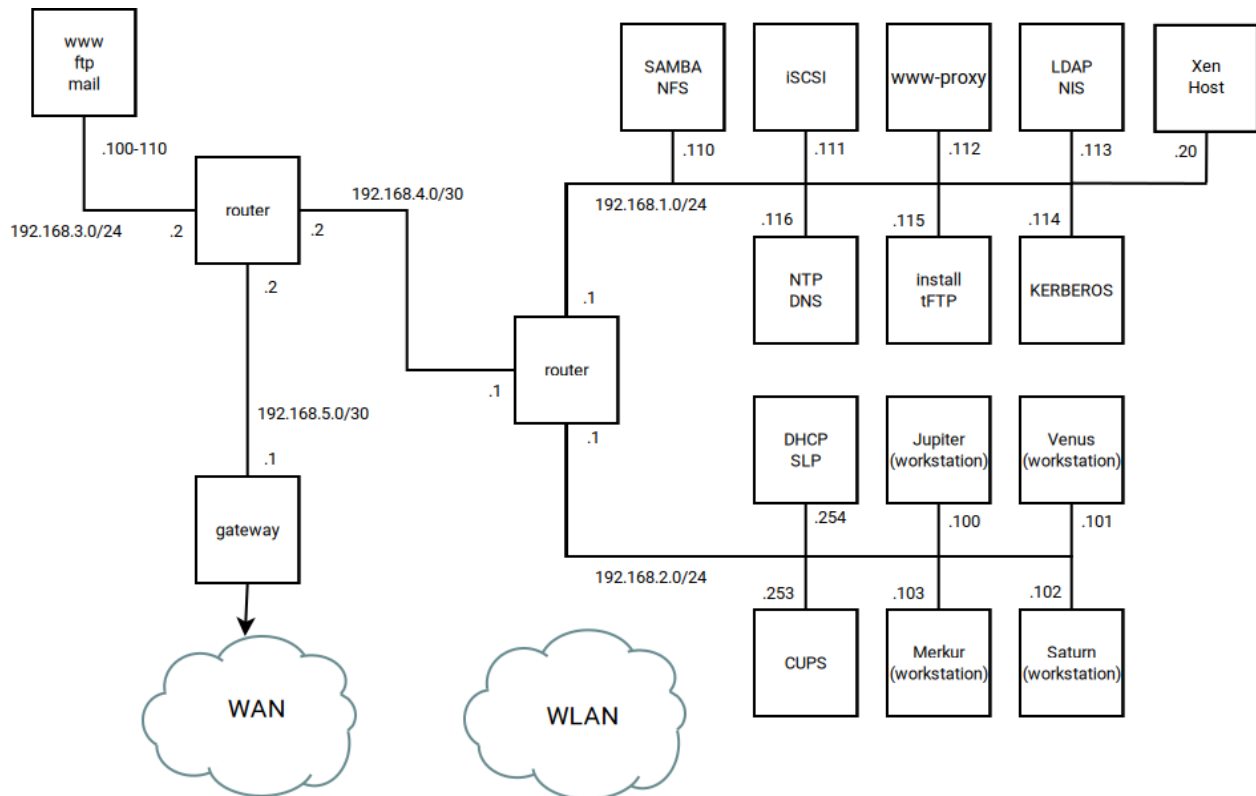 www
ftp
mail
SAMBA
NFS
iSCSI
www-proxy
LDAP
NIS
Xen
Host
.100-110
.110
.111
.112
.113
.20
router
192.168.4.0/30
192.168.1.0/24
192.168.3.0/24
.2
.2
.2
.116
.115
.114
NTP
DNS
install
tFTP
KERBEROS
.1
router
.1
.1
192.168.5.0/30
.1
gateway
DHCP
SLP
Jupiter
(workstation)
Venus
(workstation)
.254
.100
.101
192.168.2.0/24
.253
.103
.102
CUPS
Merkur
(workstation)
Saturn
(workstation)
WAN
WLAN